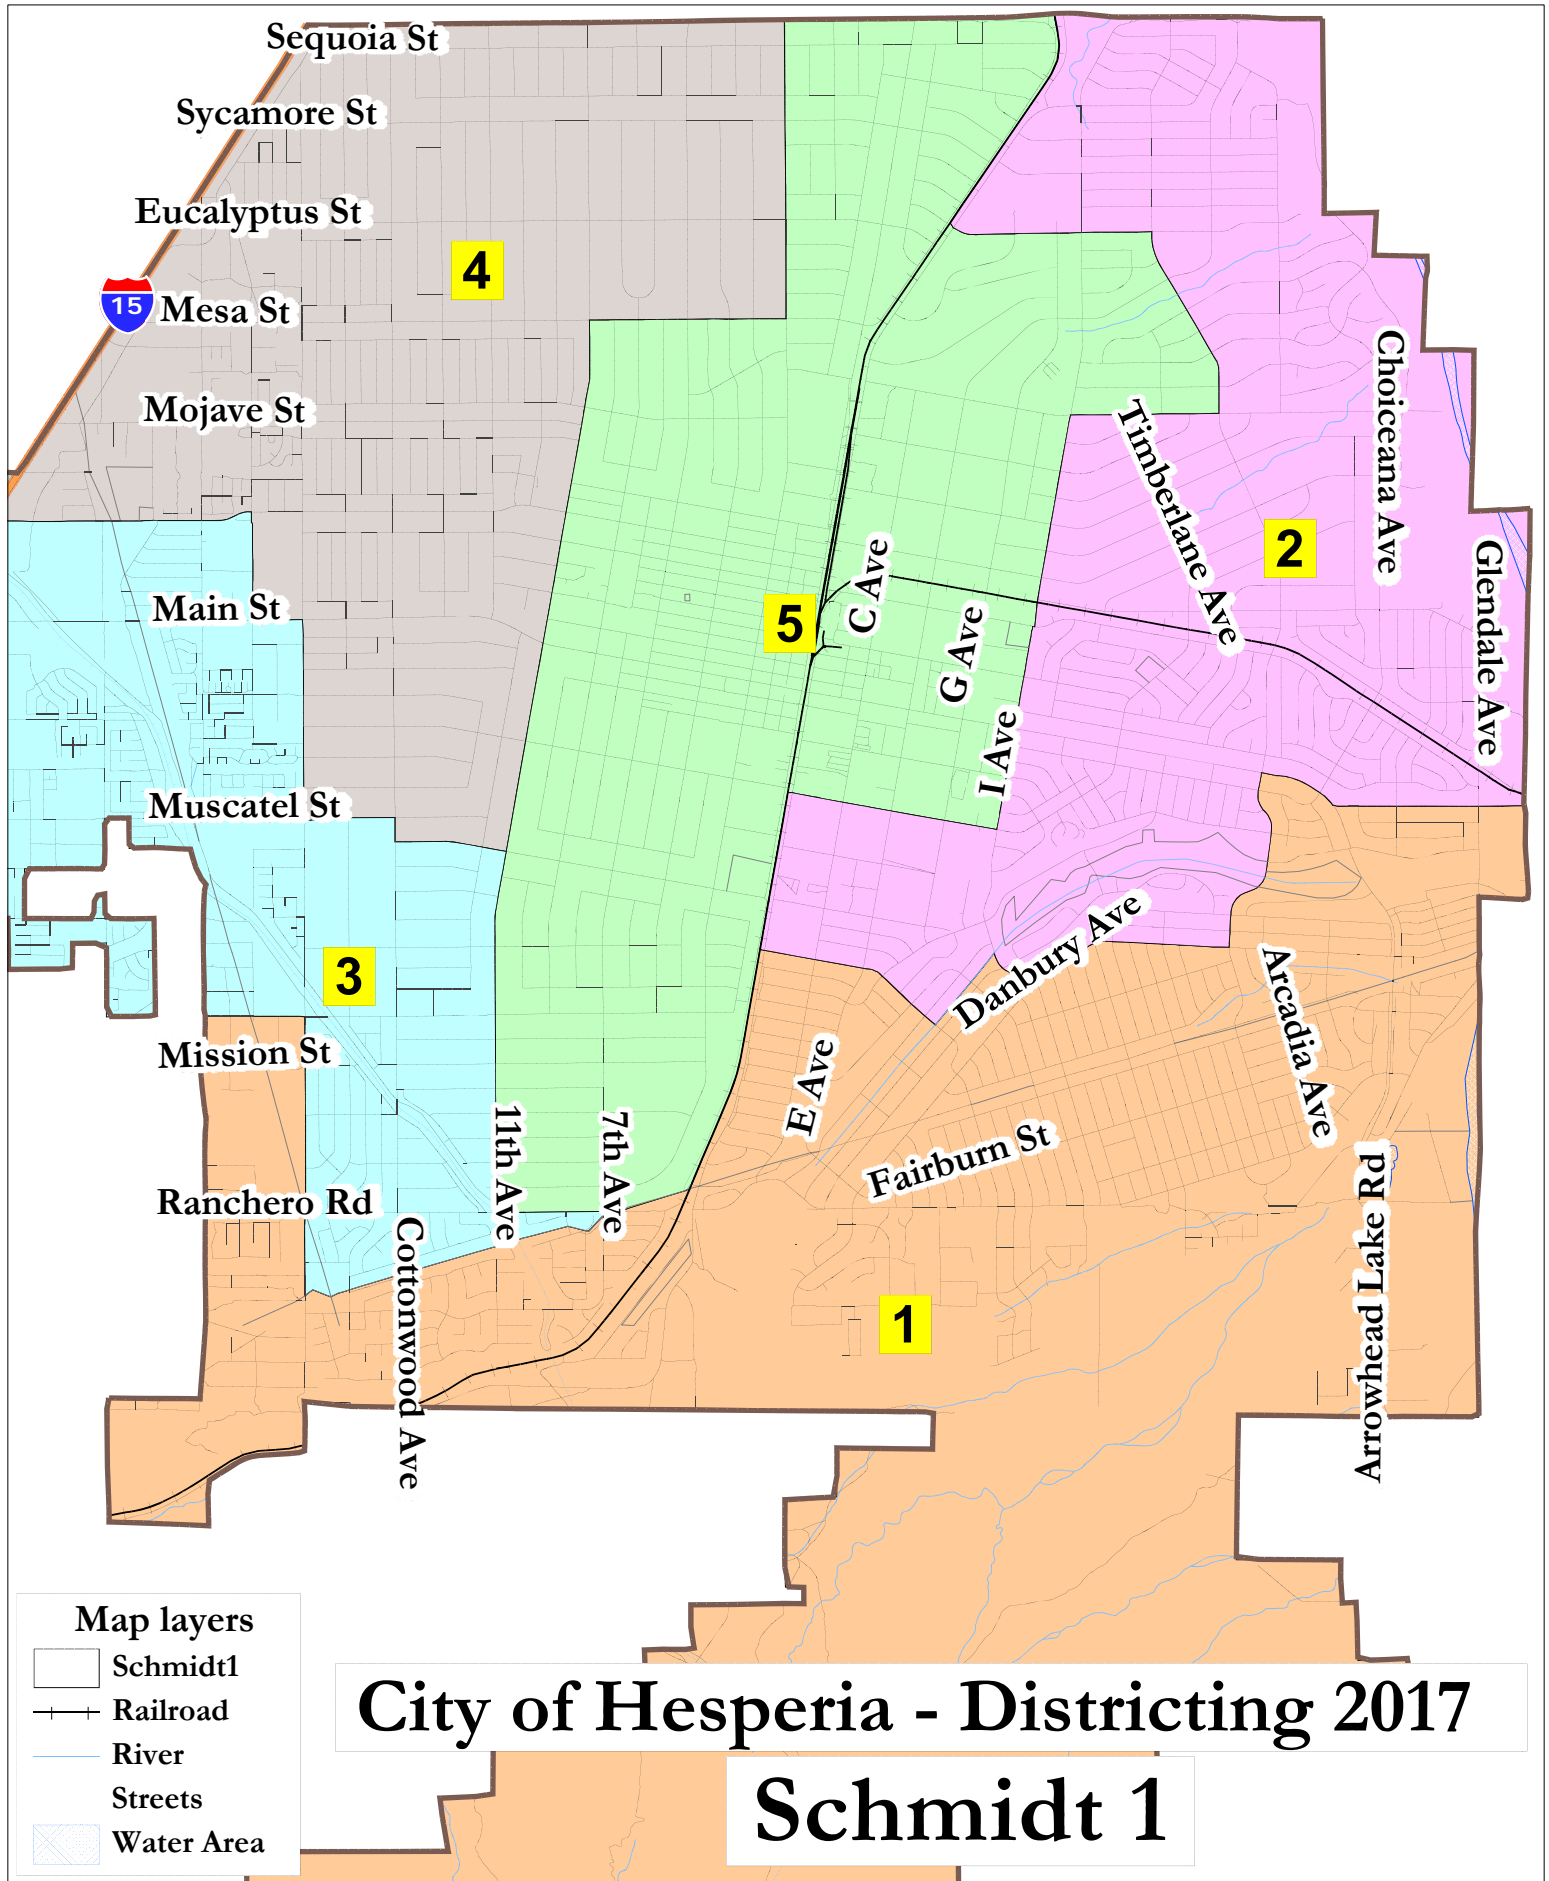 Sequoia St
Sycamore St
Eucalyptus St
4
15
Mesa St
Mojave St
Choiceana Ave
Timberlane Ave
2
Glendale Ave
C Ave
Main St
5
G Ave
I Ave
Muscatel St
Danbury Ave
3
Arcadia Ave
Mission St
E Ave
11th Ave
7th Ave
Fairburn St
Ranchero Rd
Arrowhead Lake Rd
Cottonwood Ave
1
Map layers
Schmidt1
Railroad
River
Streets
Water Area
City of Hesperia - Districting 2017
Schmidt 1